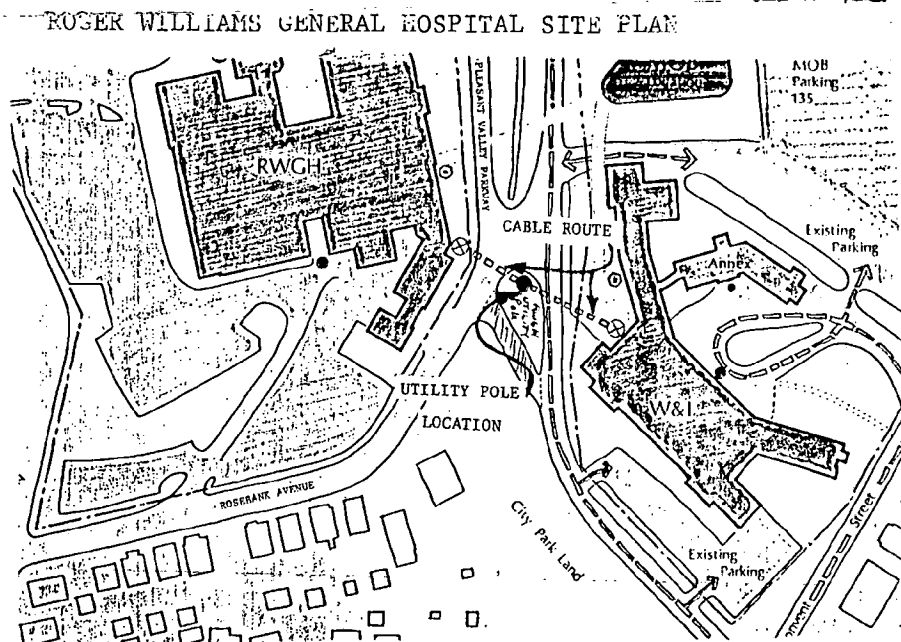 ROGER WILLIAMS GENERAL HOSPITAL SITE PLAN
MOB
Parking
135
RWGH
PLEASANT VALLEY PARKWAY
CABLE ROUTE
Existing
Parking
Annex
UTILITY POLE
LOCATION
W&I
ROSEBANK AVENUE
City Park Land
Existing
Parking
Street